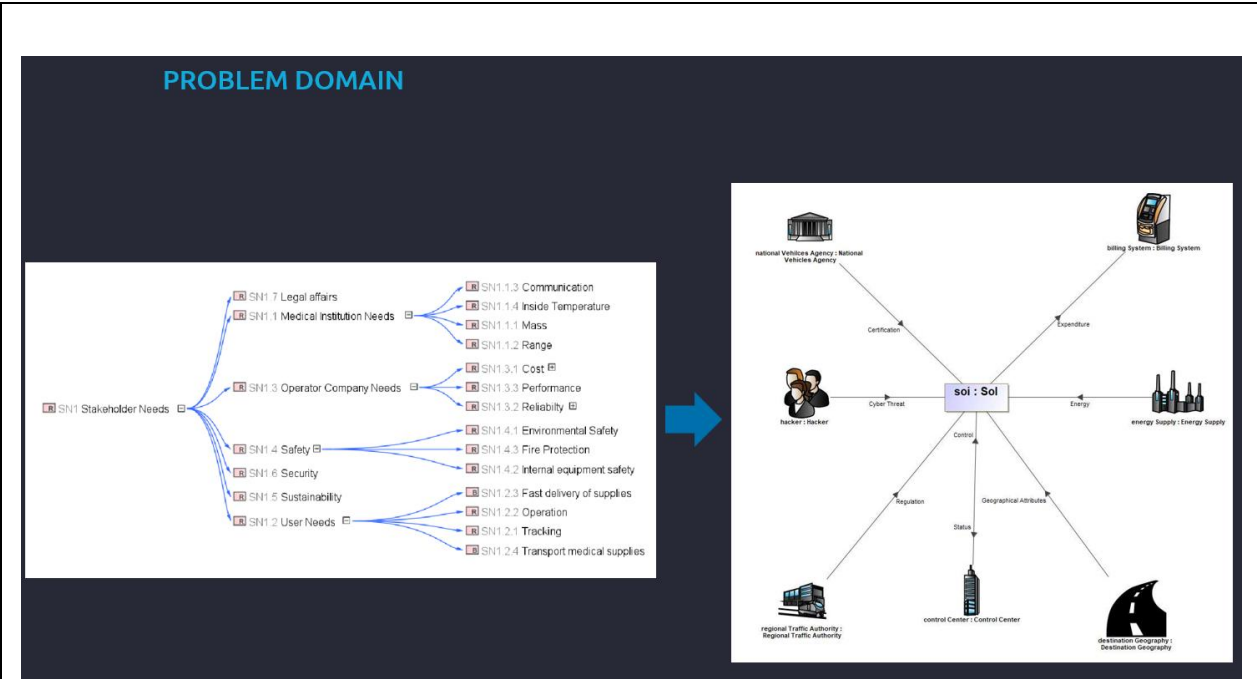 PROBLEM DOMAIN
SN1 Stakeholder Needs
SN1.7 Legal affairs
SN1.1 Medical Institution Needs
SN1.3 Operator Company Needs
SN1.4 Safety
SN1.6 Security
SN1.5 Sustainability
SN1.2 User Needs
SN1.1.3 Communication
SN1.1.4 Inside Temperature
SN1.1.1 Mass
SN1.1.2 Range
SN1.3.1 Cost
SN1.3.3 Performance
SN1.3.2 Reliabilty
SN1.4.1 Environmental Safety
SN1.4.3 Fire Protection
SN1.4.2 Internal equipment safety
SN1.2.3 Fast delivery of supplies
SN1.2.2 Operation
SN1.2.1 Tracking
SN1.2.4 Transport medical supplies
national Vehilces Agency : National
Vehicles Agency
billing System : Billing System
Certification
Expenditure
hacker : Hacker
Cyber Threat
soi : SoI
Energy
energy Supply : Energy Supply
Control
Regulation
Geographical Attributes
Status
regional Traffic Authority :
Regional Traffic Authority
control Center : Control Center
destination Geography :
Destination Geography